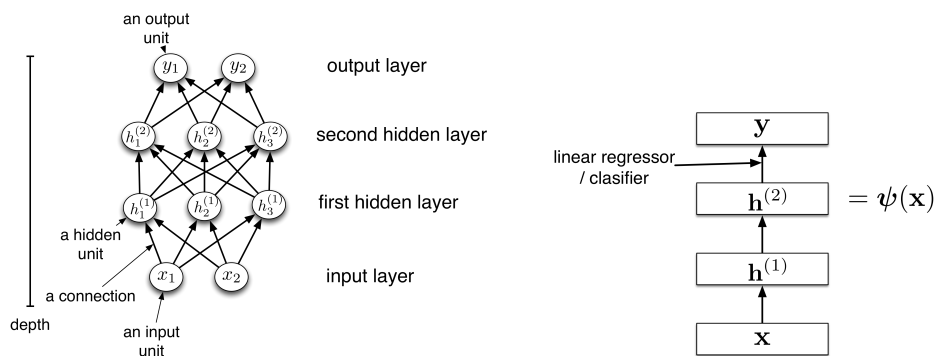 an output
unit
y₁ y₂
output layer
h₁⁽²⁾ h₂⁽²⁾ h₃⁽²⁾
second hidden layer
h₁⁽¹⁾ h₂⁽¹⁾ h₃⁽¹⁾
first hidden layer
a hidden
unit
x₁ x₂
input layer
a connection
depth
an input
unit
y
linear regressor
/ clasifier
h⁽²⁾ = ψ(x)
h⁽¹⁾
x